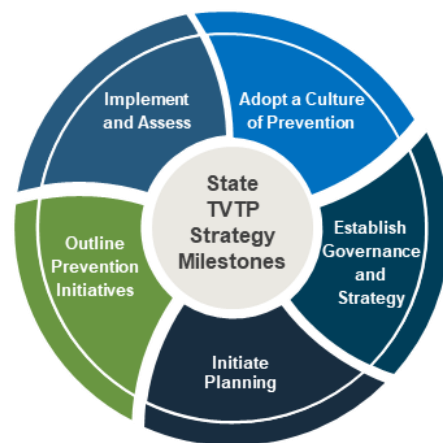 Implement
and Assess
Adopt a Culture
of Prevention
State
TVTP
Strategy
Milestones
Establish
Governance
and
Strategy
Outline
Prevention
Initiatives
Initiate
Planning